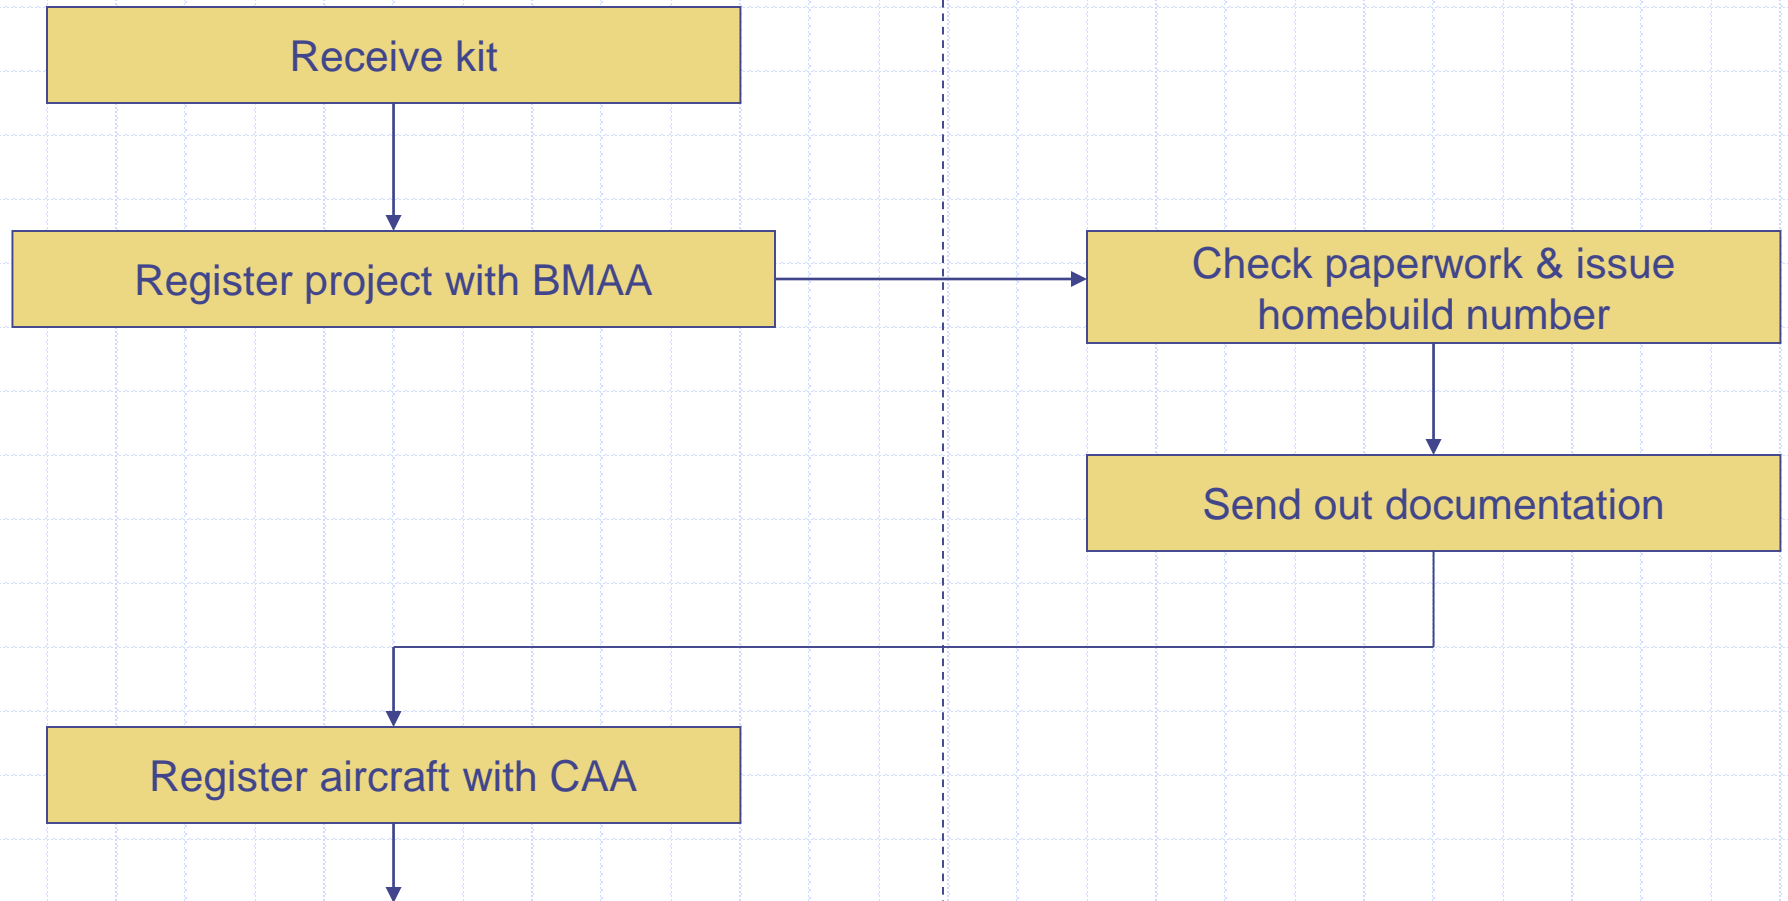 Receive kit
Register project with BMAA
Check paperwork & issue
homebuild number
Send out documentation
Register aircraft with CAA